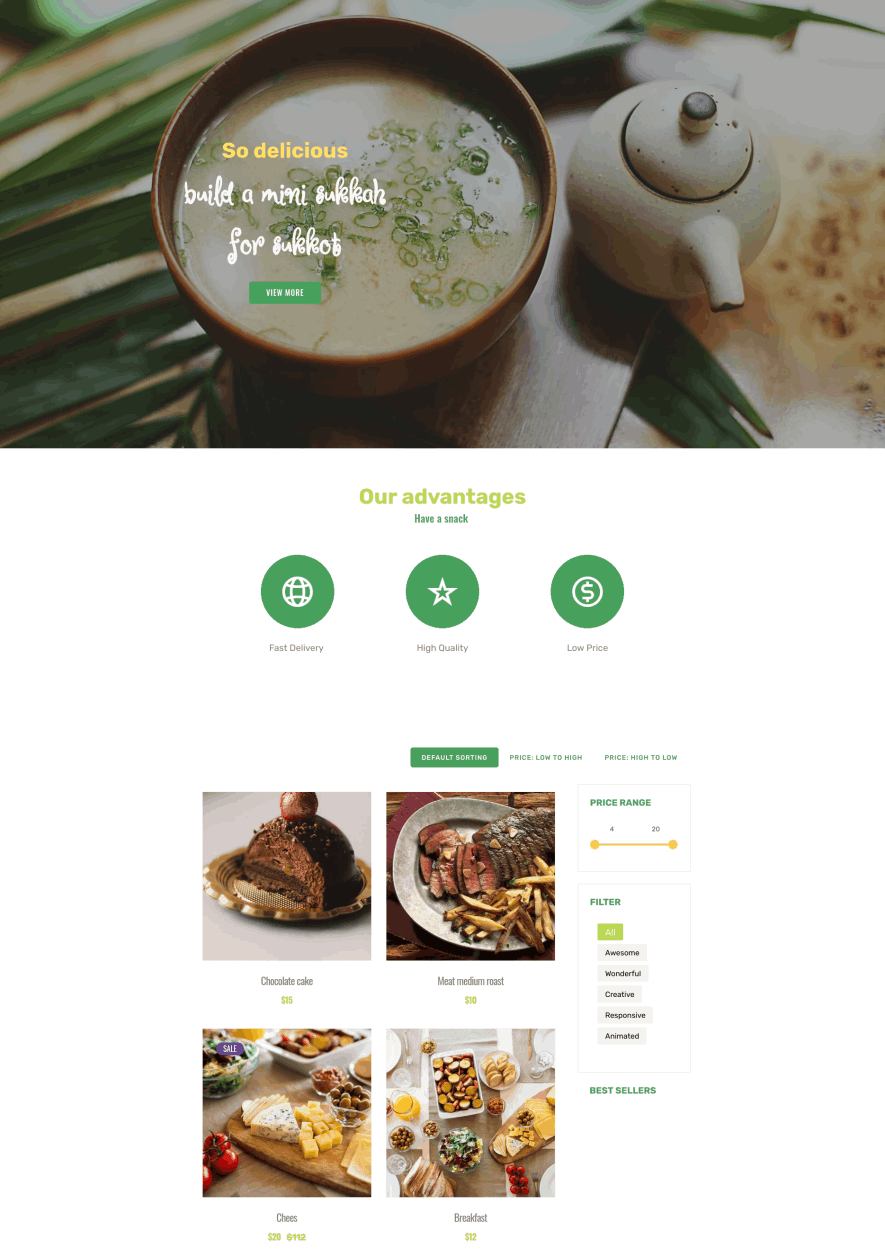 So delicious
build a mini sukkah
for sukkot
VIEW MORE
Our advantages
Have a snack
Fast Delivery
High Quality
Low Price
DEFAULT SORTING
PRICE: LOW TO HIGH
PRICE: HIGH TO LOW
PRICE RANGE
4
20
Chocolate cake
$15
Meat medium roast
$10
FILTER
All
Awesome
Wonderful
Creative
Responsive
Animated
BEST SELLERS
SALE
Chees
$20 $112
Breakfast
$12